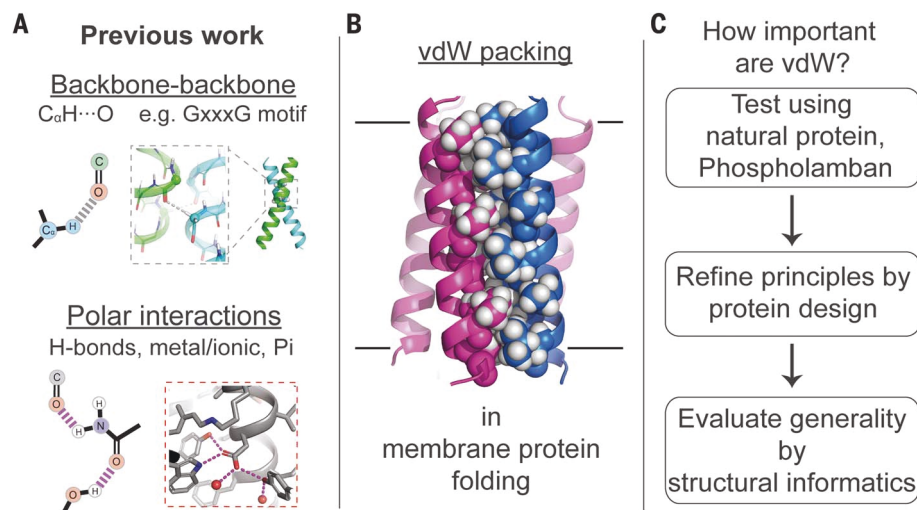 A
Previous work
Backbone-backbone
CαH···O e.g. GxxxG motif
C
O
Cα H
Polar interactions
H-bonds, metal/ionic, Pi
C
O
H
H N
O
O H
B
vdW packing
in
membrane protein
folding
C
How important
are vdW?
Test using
natural protein,
Phospholamban
Refine principles by
protein design
Evaluate generality
by
structural informatics